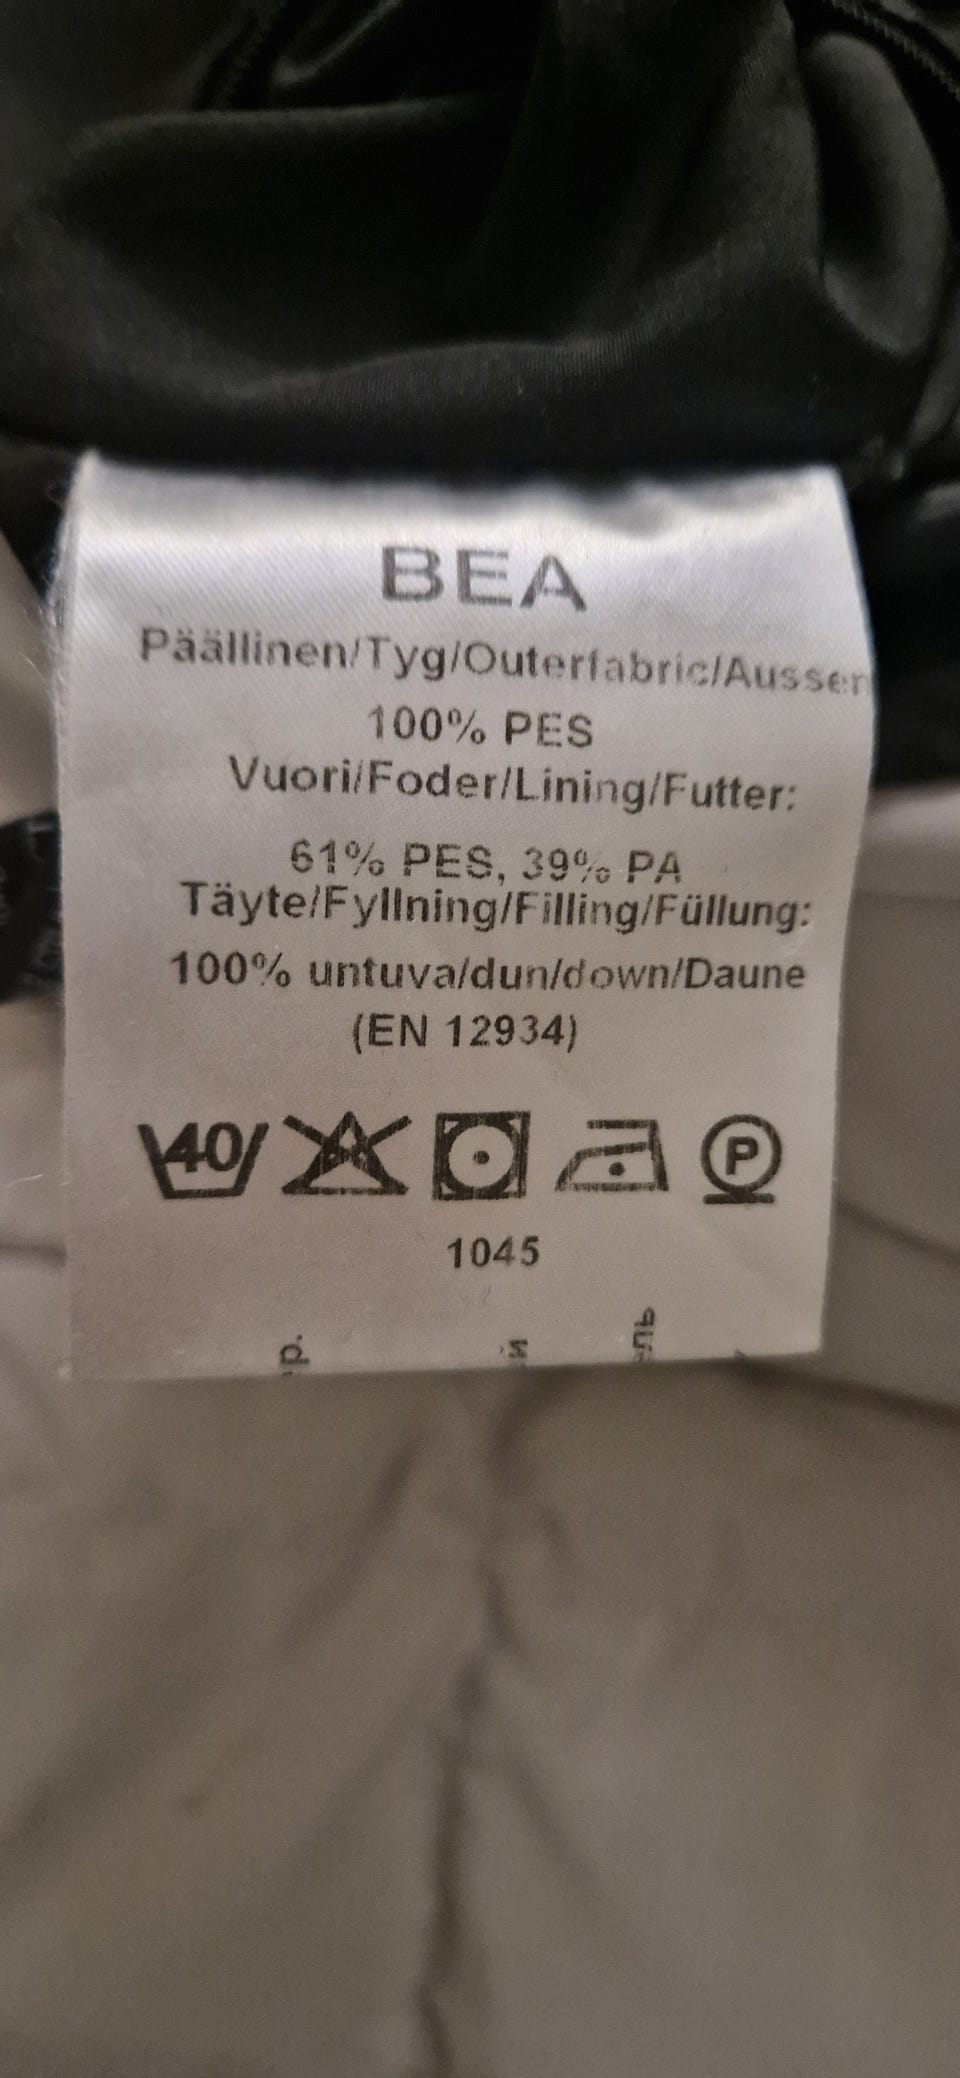 BEA
Päällinen/Tyg/Outerfabric/Aussen
100% PES
Vuori/Foder/Lining/Futter:
61% PES, 39% PA
Täyte/Fyllning/Filling/Füllung:
100% untuva/dun/down/Daune
(EN 12934)
40 P
1045